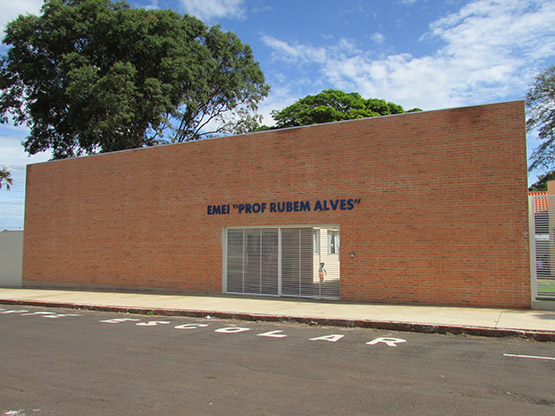 EMEI "PROF RUBEM ALVES"
ESCOLAR